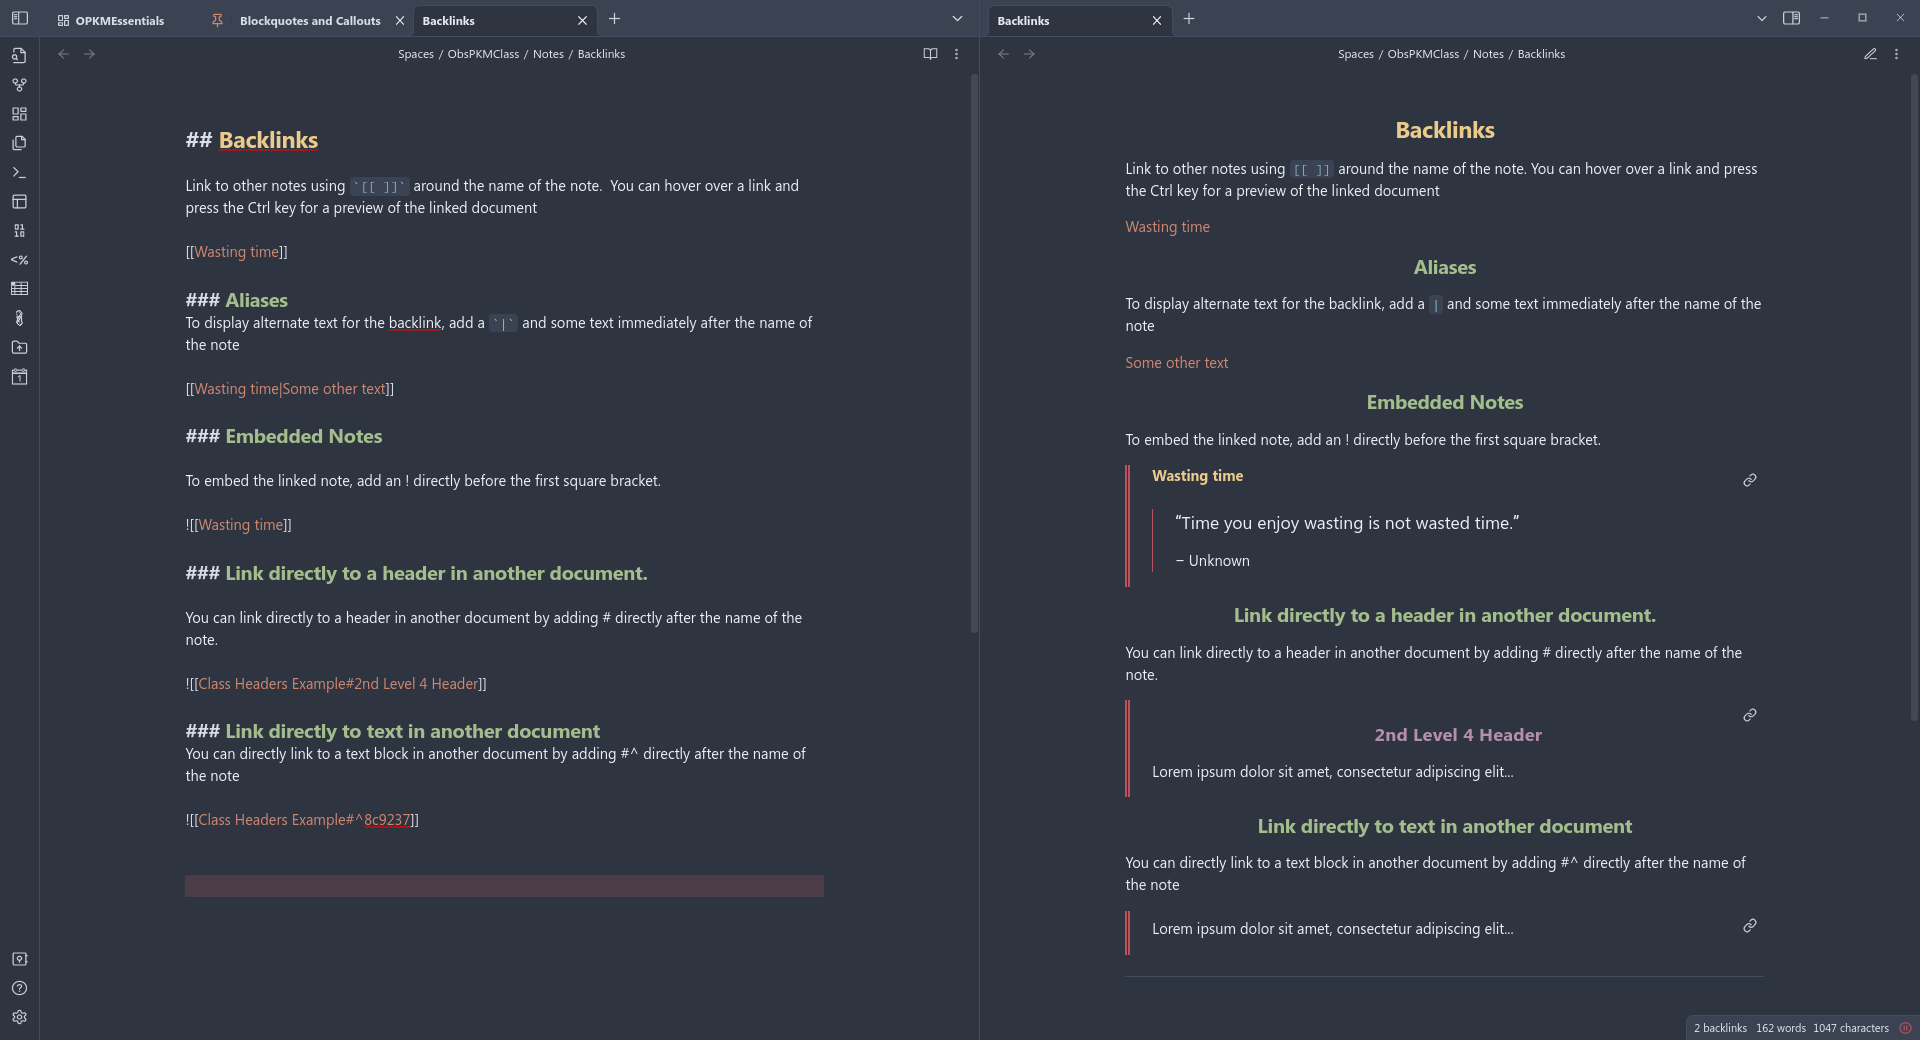 OPKMEssentials
Blockquotes and Callouts
Backlinks
Spaces / ObsPKMClass / Notes / Backlinks
## Backlinks
Link to other notes using `[[ ]]` around the name of the note.  You can hover over a link and
press the Ctrl key for a preview of the linked document
[[Wasting time]]
### Aliases
To display alternate text for the backlink, add a `|` and some text immediately after the name of
the note
[[Wasting time|Some other text]]
### Embedded Notes
To embed the linked note, add an ! directly before the first square bracket.
![[Wasting time]]
### Link directly to a header in another document.
You can link directly to a header in another document by adding # directly after the name of the
note.
![[Class Headers Example#2nd Level 4 Header]]
### Link directly to text in another document
You can directly link to a text block in another document by adding #^ directly after the name of
the note
![[Class Headers Example#^8c9237]]
Backlinks
Spaces / ObsPKMClass / Notes / Backlinks
Backlinks
Link to other notes using [[ ]] around the name of the note. You can hover over a link and press
the Ctrl key for a preview of the linked document
Wasting time
Aliases
To display alternate text for the backlink, add a | and some text immediately after the name of the
note
Some other text
Embedded Notes
To embed the linked note, add an ! directly before the first square bracket.
Wasting time
“Time you enjoy wasting is not wasted time.”
– Unknown
Link directly to a header in another document.
You can link directly to a header in another document by adding # directly after the name of the
note.
2nd Level 4 Header
Lorem ipsum dolor sit amet, consectetur adipiscing elit...
Link directly to text in another document
You can directly link to a text block in another document by adding #^ directly after the name of
the note
Lorem ipsum dolor sit amet, consectetur adipiscing elit...
2 backlinks 162 words 1047 characters